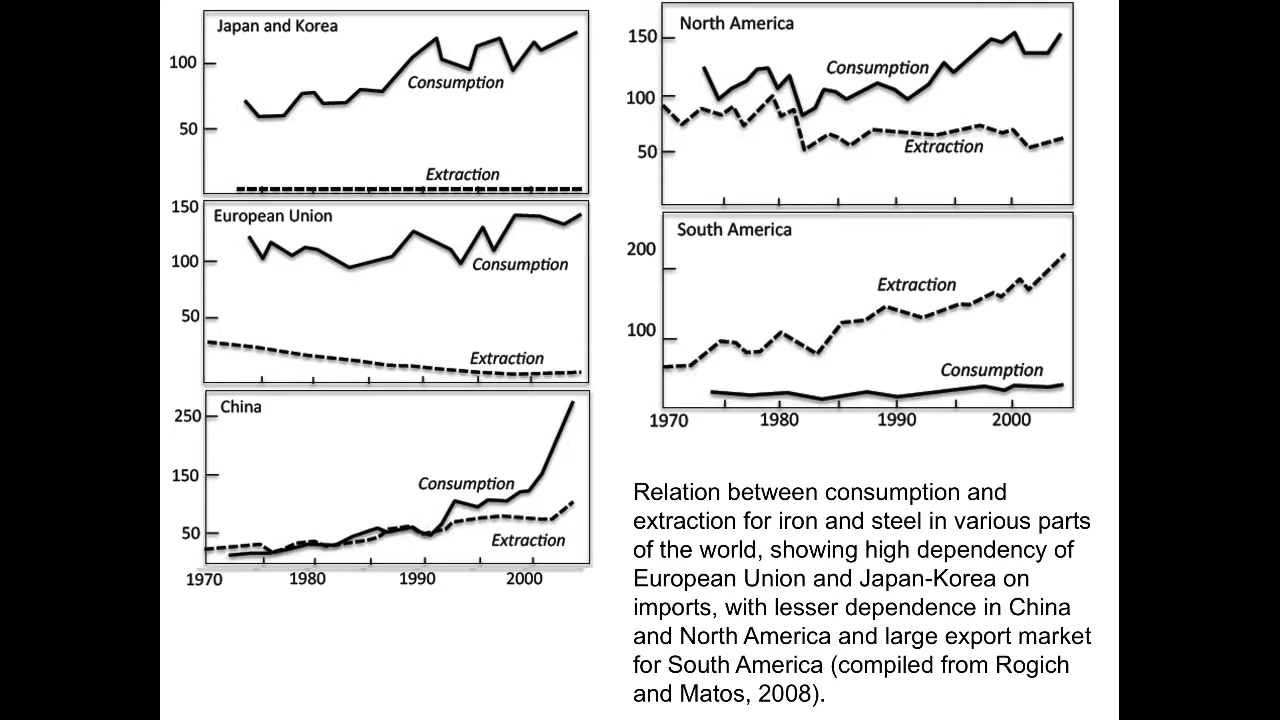 Japan and Korea
100
Consumption
50
Extraction
150
European Union
100
Consumption
50
Extraction
China
250
Consumption
150
50
Extraction
1970 1980 1990 2000
North America
150
Consumption
100
Extraction
50
South America
200
Extraction
100
Consumption
1970 1980 1990 2000
Relation between consumption and
extraction for iron and steel in various parts
of the world, showing high dependency of
European Union and Japan-Korea on
imports, with lesser dependence in China
and North America and large export market
for South America (compiled from Rogich
and Matos, 2008).